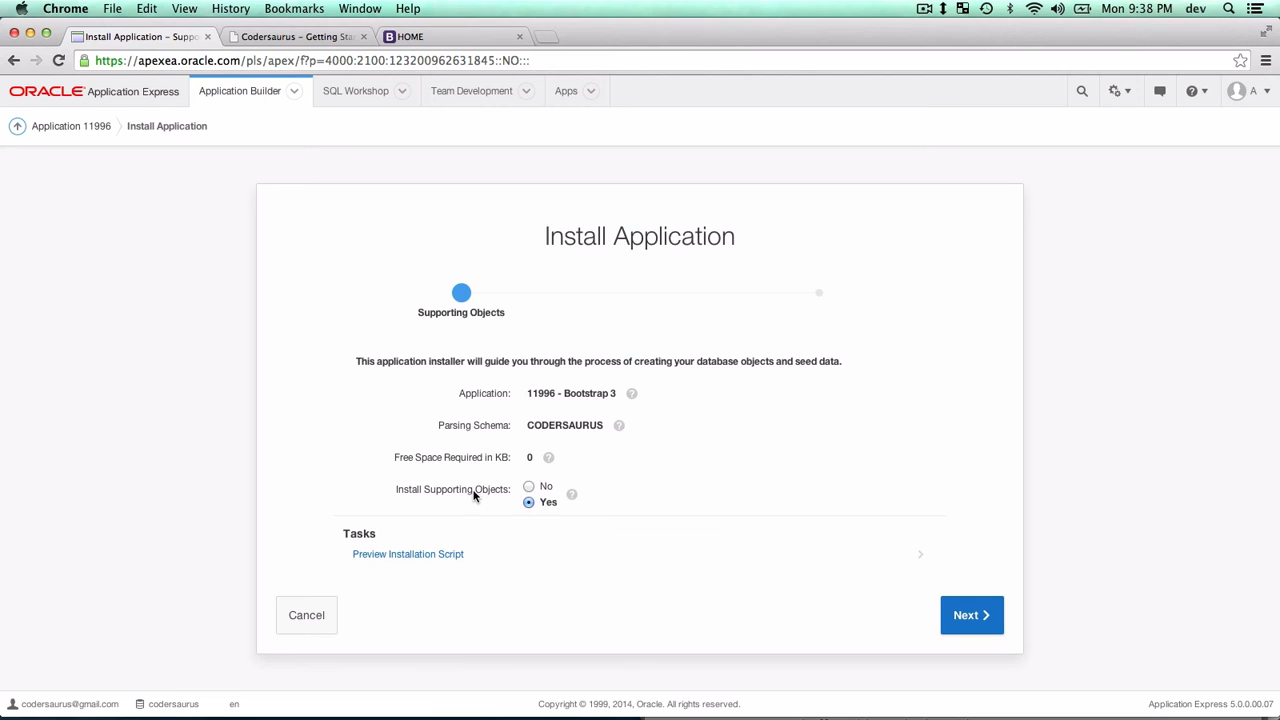 Chrome File Edit View History Bookmarks Window Help Mon 9:38 PM dev
Install Application – Suppo Codersaurus – Getting Sta HOME
https://apexea.oracle.com/pls/apex/f?p=4000:2100:123200962631845::NO:::
ORACLE Application Express Application Builder SQL Workshop Team Development Apps A
Application 11996 Install Application
Install Application
Supporting Objects
This application installer will guide you through the process of creating your database objects and seed data.
Application: 11996 - Bootstrap 3
Parsing Schema: CODERSAURUS
Free Space Required in KB: 0
Install Supporting Objects: No
Yes
Tasks
Preview Installation Script
Cancel Next
codersaurus@gmail.com codersaurus en Copyright © 1999, 2014, Oracle. All rights reserved. Application Express 5.0.0.00.07